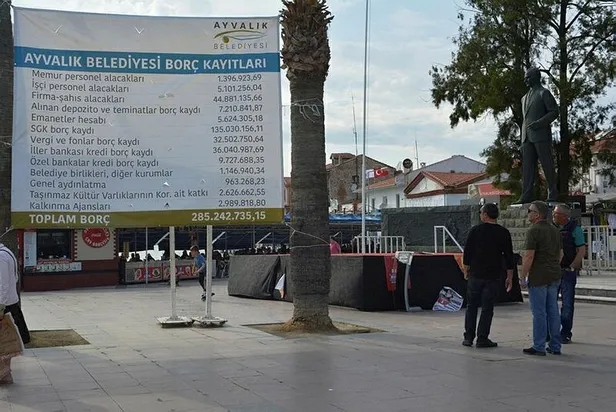 AYVALIK
BELEDİYESİ
AYVALIK BELEDİYESİ BORÇ KAYITLARI
Memur personel alacakları 1.396.923,69
İşçi personel alacakları 5.101.256,04
Firma-şahıs alacakları 44.881.135,66
Alınan depozito ve teminatlar borç kaydı 7.210.841,87
Emanetler hesabı 5.624.305,18
SGK borç kaydı 135.030.156,11
Vergi ve fonlar borç kaydı 32.502.750,64
İller bankası kredi borç kaydı 36.040.987,69
Özel bankalar kredi borç kaydı 9.727.688,35
Belediye birlikleri, diğer kurumlar 1.146.940,34
Genel aydınlatma 963.268,23
Taşınmaz Kültür Varlıklarının Kor. ait katkı 2.626.662,55
Kalkınma Ajansları 2.989.818,80
TOPLAM BORÇ 285.242.735,15